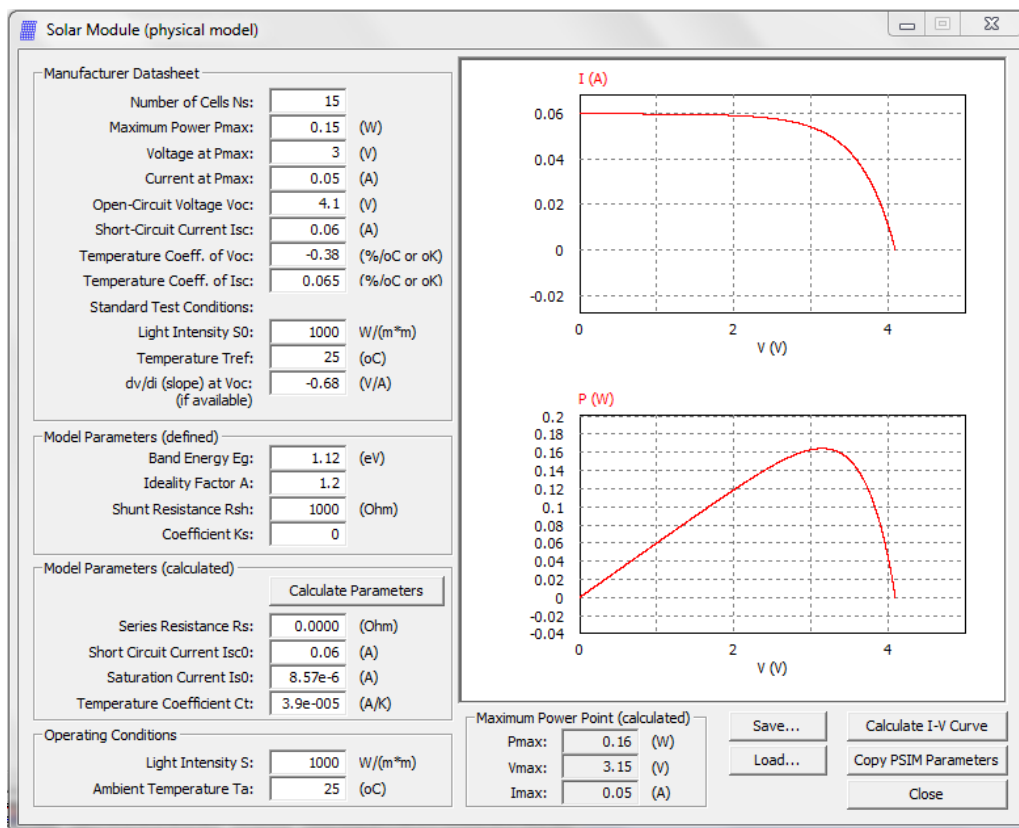 Solar Module (physical model)
Manufacturer Datasheet
Number of Cells Ns: 15
Maximum Power Pmax: 0.15 (W)
Voltage at Pmax: 3 (V)
Current at Pmax: 0.05 (A)
Open-Circuit Voltage Voc: 4.1 (V)
Short-Circuit Current Isc: 0.06 (A)
Temperature Coeff. of Voc: -0.38 (%/oC or oK)
Temperature Coeff. of Isc: 0.065 (%/oC or oK)
Standard Test Conditions:
Light Intensity S0: 1000 W/(m*m)
Temperature Tref: 25 (oC)
dv/di (slope) at Voc: -0.68 (V/A)
(if available)
Model Parameters (defined)
Band Energy Eg: 1.12 (eV)
Ideality Factor A: 1.2
Shunt Resistance Rsh: 1000 (Ohm)
Coefficient Ks: 0
Model Parameters (calculated)
Calculate Parameters
Series Resistance Rs: 0.0000 (Ohm)
Short Circuit Current Isc0: 0.06 (A)
Saturation Current Is0: 8.57e-6 (A)
Temperature Coefficient Ct: 3.9e-005 (A/K)
Operating Conditions
Light Intensity S: 1000 W/(m*m)
Ambient Temperature Ta: 25 (oC)
I (A)
0.06
0.04
0.02
0
-0.02
0 2 4
V (V)
P (W)
0.2
0.18
0.16
0.14
0.12
0.1
0.08
0.06
0.04
0.02
0
-0.02
-0.04
0 2 4
V (V)
Maximum Power Point (calculated)
Pmax: 0.16 (W)
Vmax: 3.15 (V)
Imax: 0.05 (A)
Save...
Load...
Calculate I-V Curve
Copy PSIM Parameters
Close